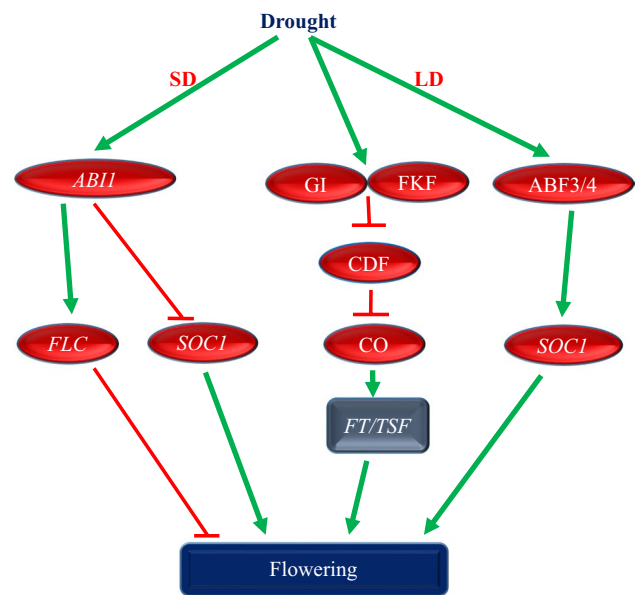 Drought
SD
LD
ABI1
GI
FKF
ABF3/4
CDF
FLC
SOC1
CO
SOC1
FT/TSF
Flowering